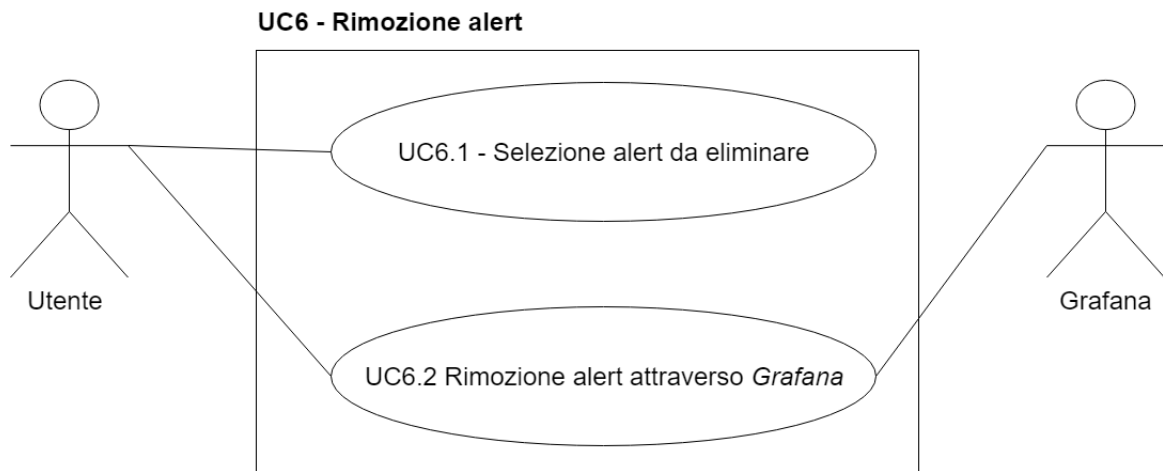 UC6 - Rimozione alert
UC6.1 - Selezione alert da eliminare
Utente
Grafana
UC6.2 Rimozione alert attraverso Grafana